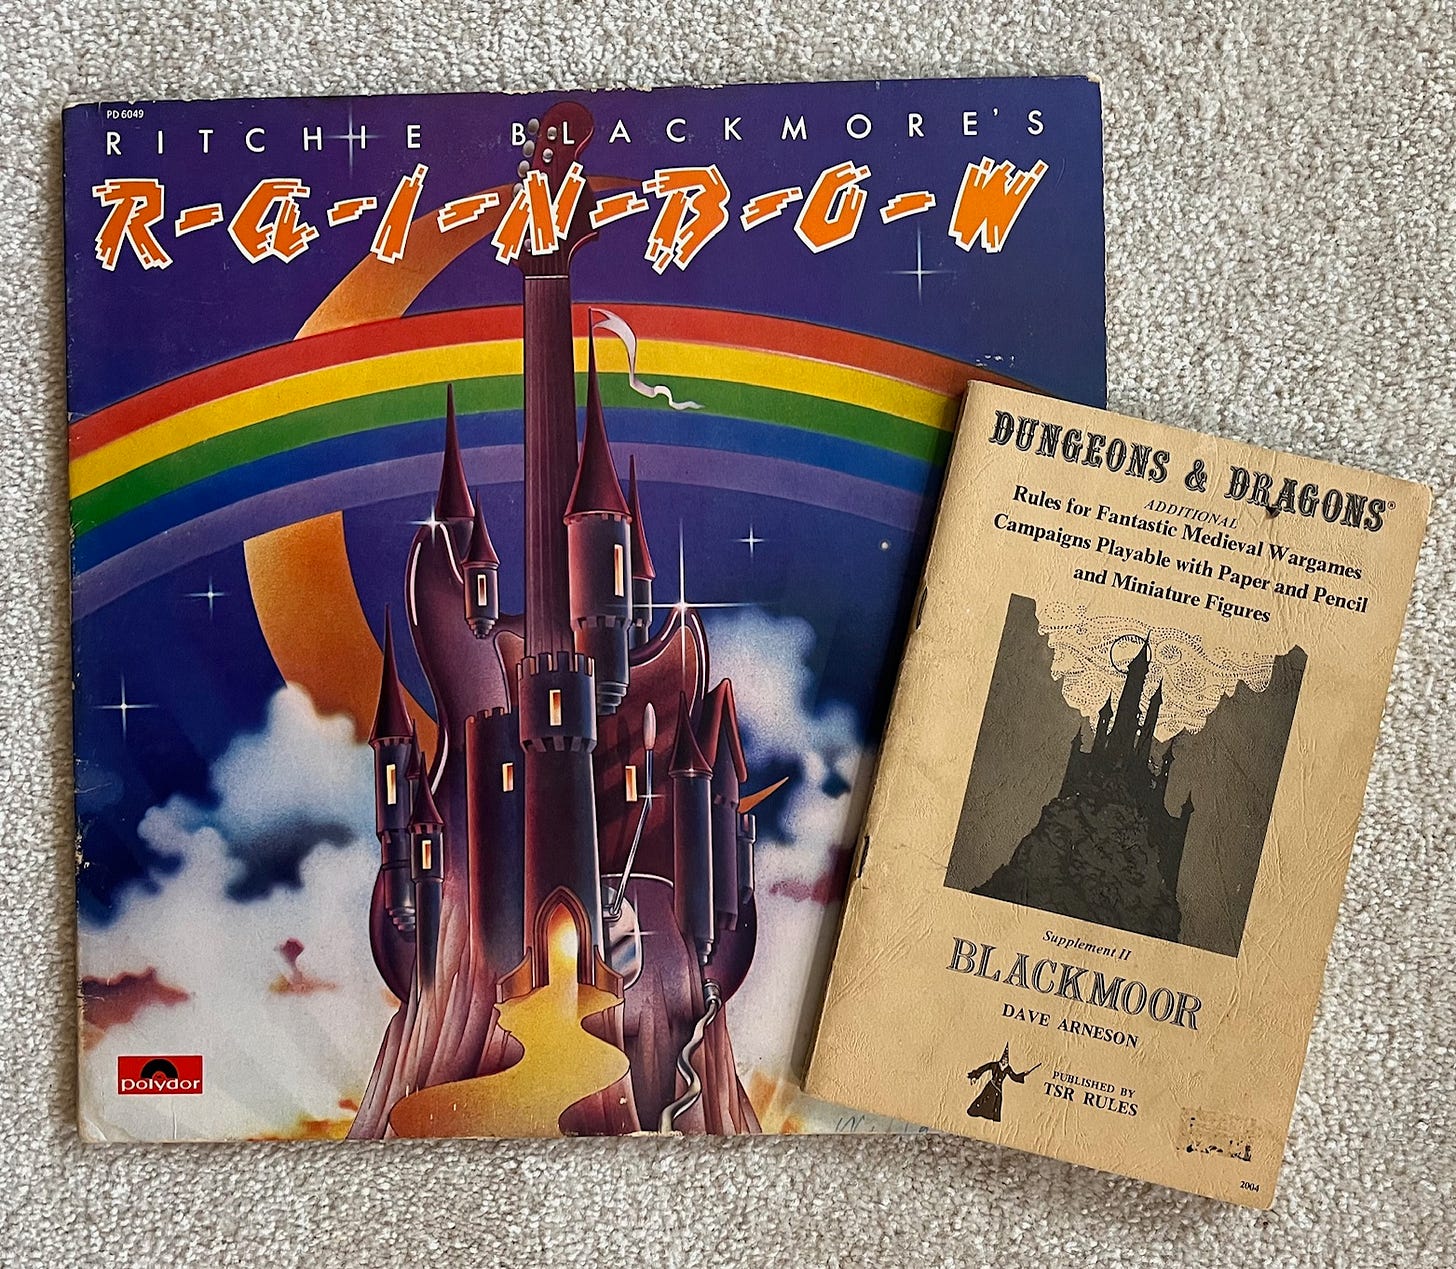 PD 6049
RITCHIE BLACKMORE'S
R-A-I-N-B-O-W
polydor
DUNGEONS & DRAGONS®
ADDITIONAL
Rules for Fantastic Medieval Wargames
Campaigns Playable with Paper and Pencil
and Miniature Figures
Supplement II
BLACKMOOR
DAVE ARNESON
PUBLISHED BY
TSR RULES
2004